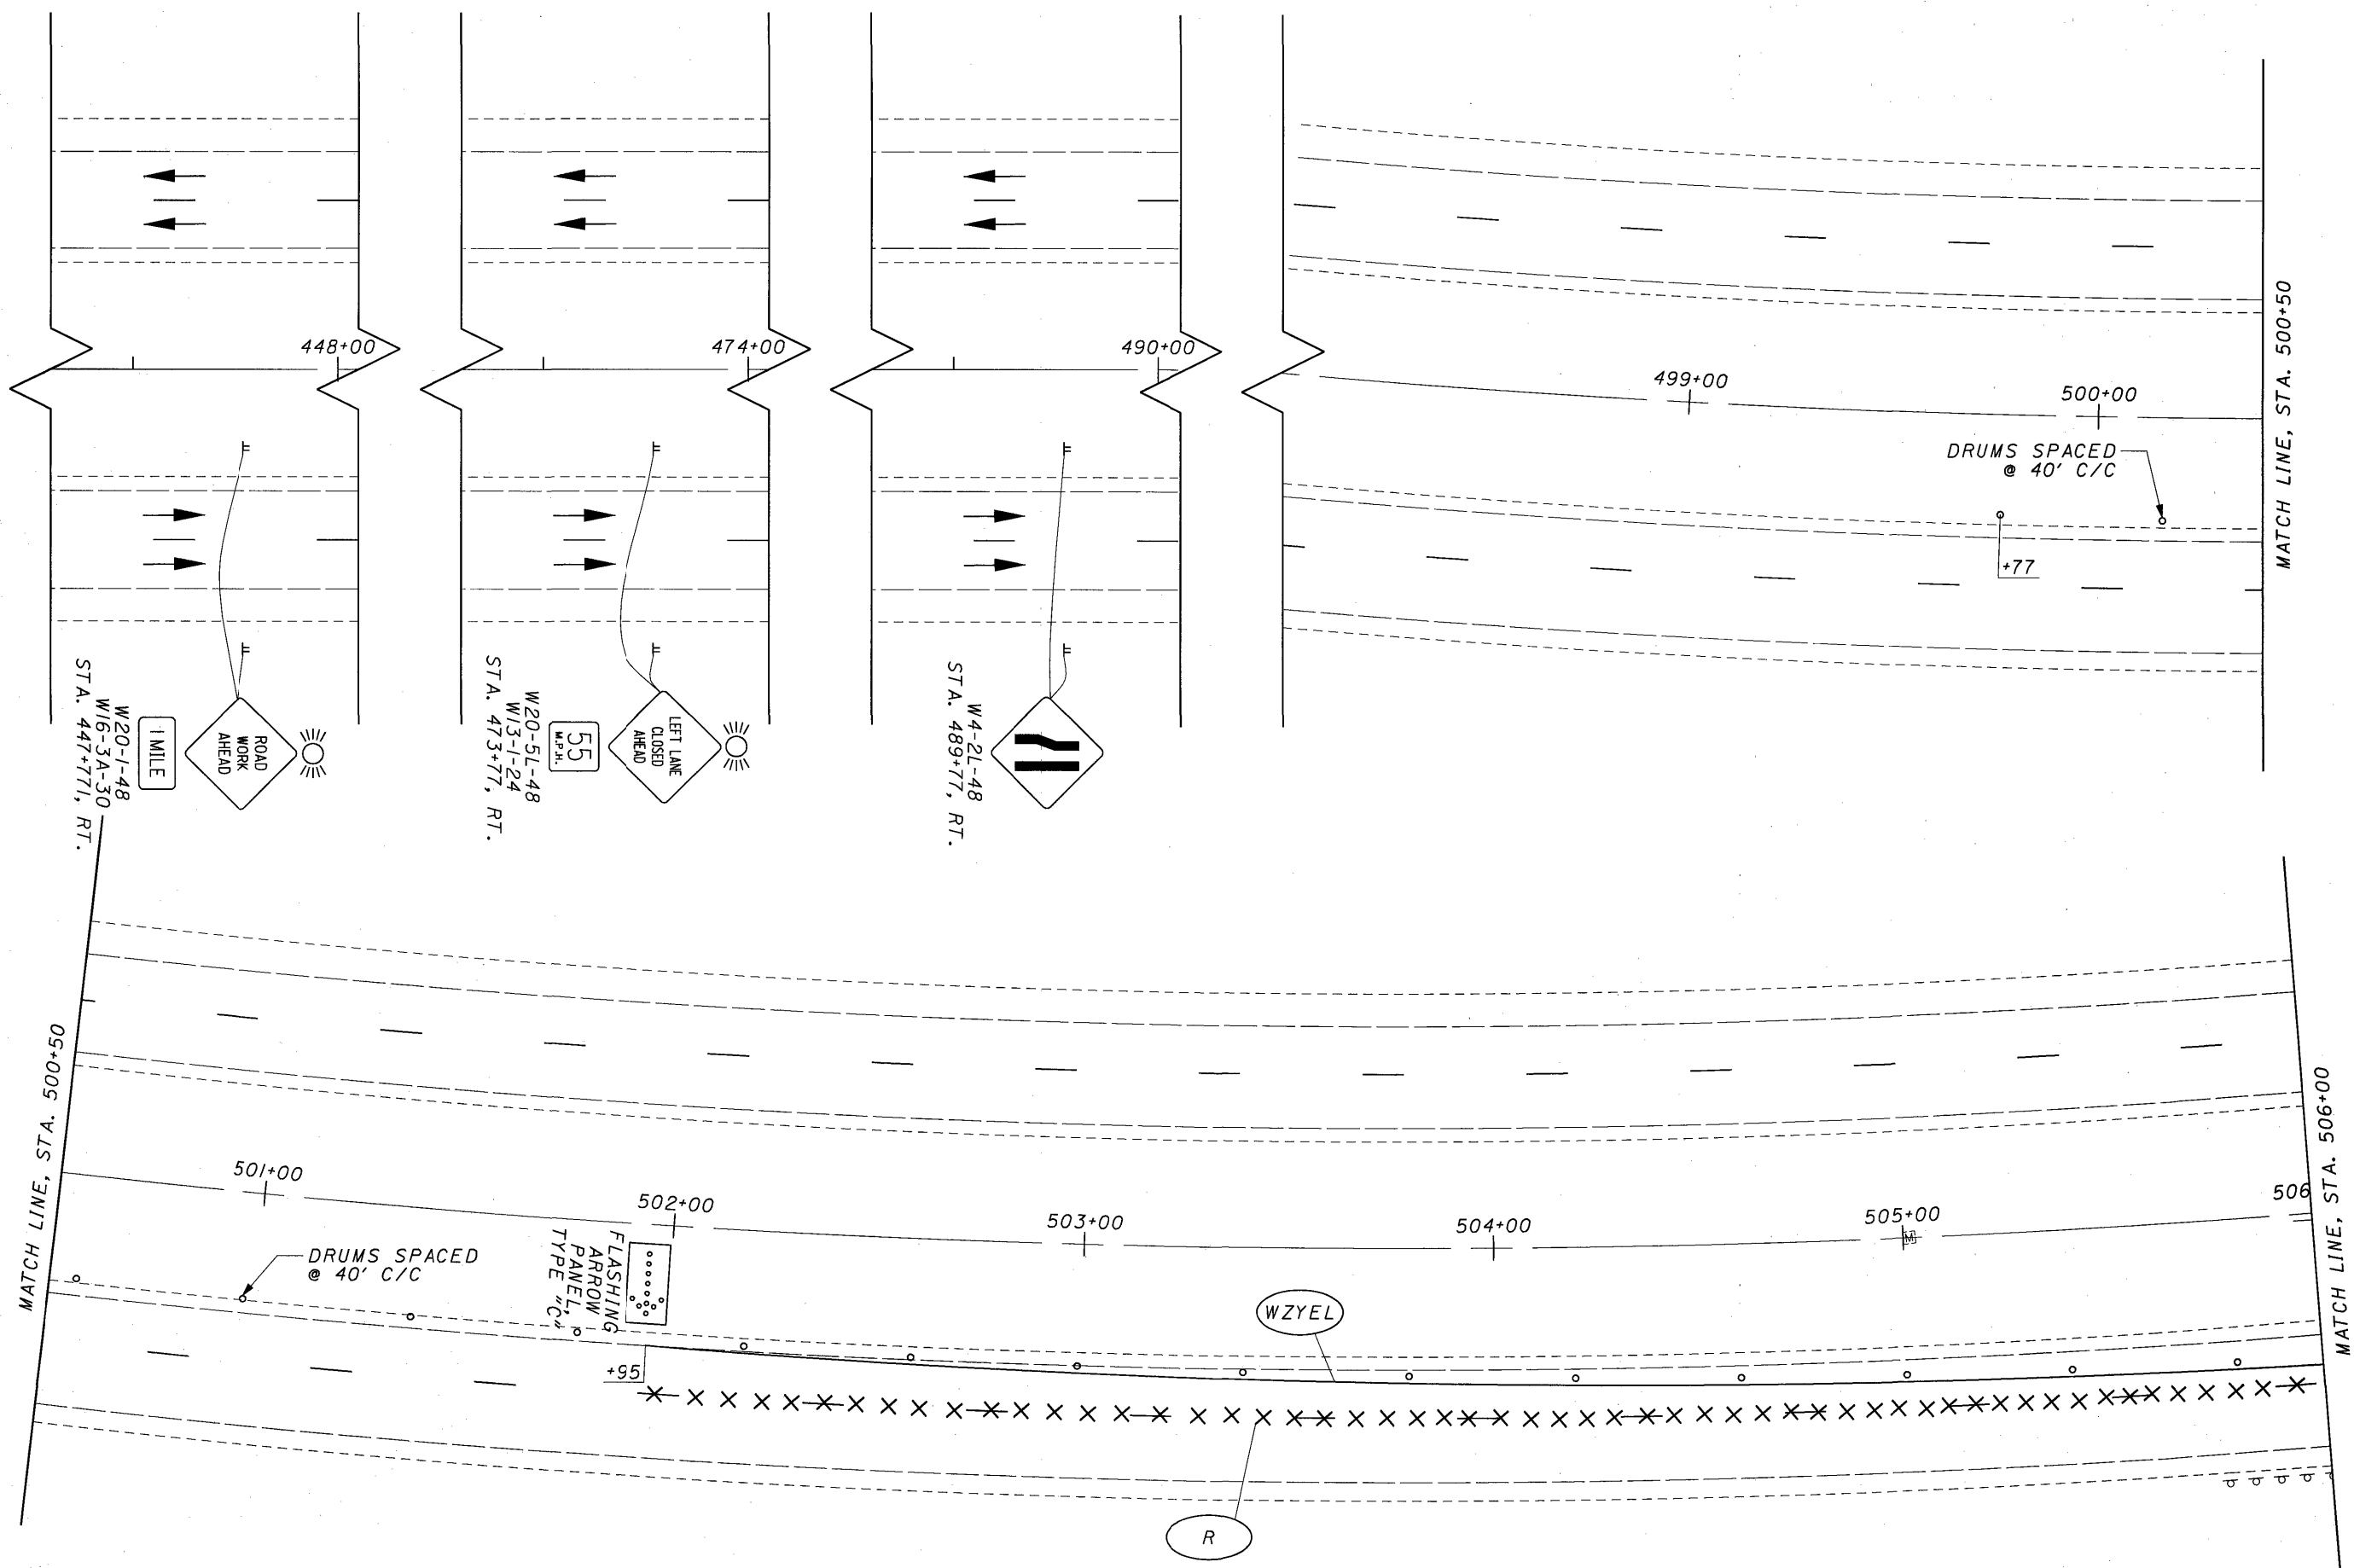 448+00
474+00
490+00
499+00
500+00
DRUMS SPACED
@ 40' C/C
+77
MATCH LINE, STA. 500+50
ROAD
WORK
AHEAD
1 MILE
W20-1-48
W16-3A-30
STA. 447+771, RT.
LEFT LANE
CLOSED
AHEAD
55
M.P.H.
W20-5L-48
W13-1-24
STA. 473+77, RT.
W4-2L-48
STA. 489+77, RT.
MATCH LINE, STA. 500+50
501+00
502+00
503+00
504+00
505+00
506
M
DRUMS SPACED
@ 40' C/C
FLASHING
ARROW
PANEL,
TYPE "C"
+95
WZYEL
R
MATCH LINE, STA. 506+00